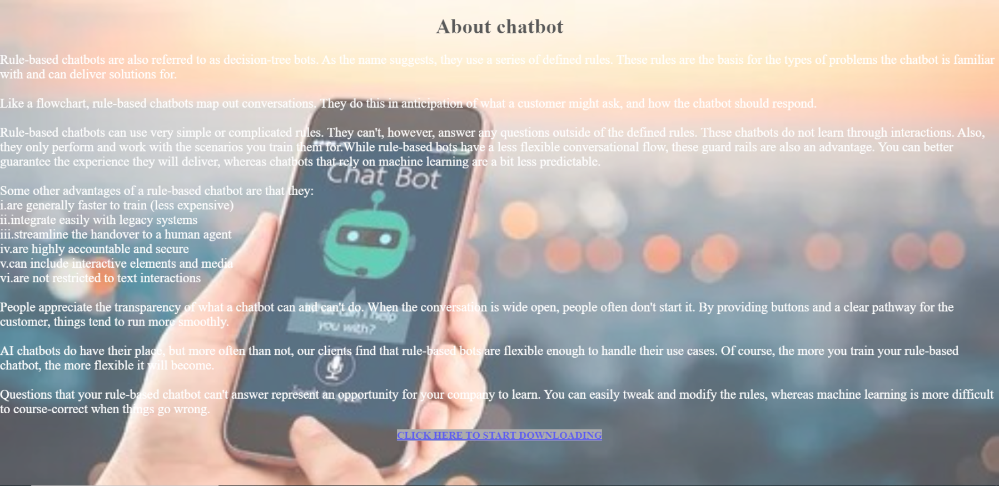 About chatbot
Rule-based chatbots are also referred to as decision-tree bots. As the name suggests, they use a series of defined rules. These rules are the basis for the types of problems the chatbot is familiar
with and can deliver solutions for.
Like a flowchart, rule-based chatbots map out conversations. They do this in anticipation of what a customer might ask, and how the chatbot should respond.
Rule-based chatbots can use very simple or complicated rules. They can't, however, answer any questions outside of the defined rules. These chatbots do not learn through interactions. Also,
they only perform and work with the scenarios you train them for.While rule-based bots have a less flexible conversational flow, these guard rails are also an advantage. You can better
guarantee the experience they will deliver, whereas chatbots that rely on machine learning are a bit less predictable.
Chat Bot
Some other advantages of a rule-based chatbot are that they:
i.are generally faster to train (less expensive)
ii.integrate easily with legacy systems
iii.streamline the handover to a human agent
iv.are highly accountable and secure
v.can include interactive elements and media
vi.are not restricted to text interactions
People appreciate the transparency of what a chatbot can and can't do. When the conversation is wide open, people often don't start it. By providing buttons and a clear pathway for the
customer, things tend to run more smoothly.
can I help
you with?
AI chatbots do have their place, but more often than not, our clients find that rule-based bots are flexible enough to handle their use cases. Of course, the more you train your rule-based
chatbot, the more flexible it will become.
Questions that your rule-based chatbot can't answer represent an opportunity for your company to learn. You can easily tweak and modify the rules, whereas machine learning is more difficult
to course-correct when things go wrong.
CLICK HERE TO START DOWNLOADING